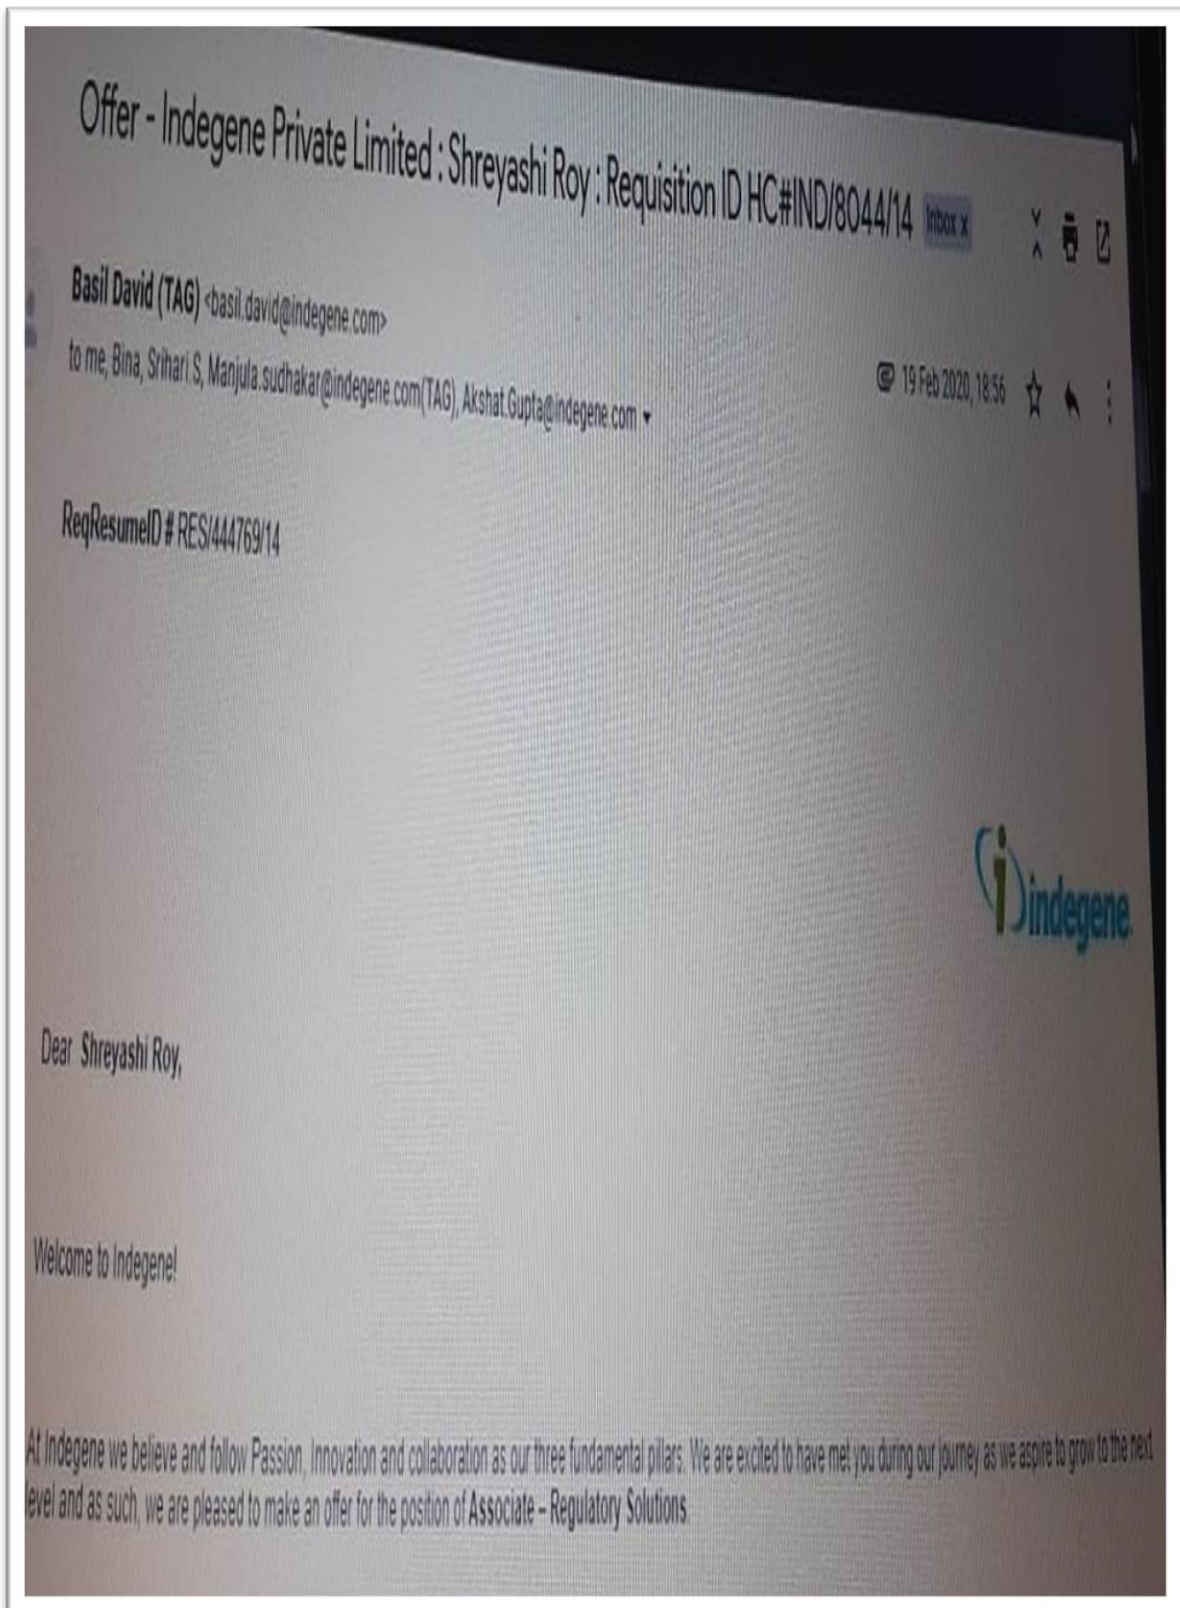 Offer - Indegene Private Limited : Shreyashi Roy : Requisition ID HC#IND/8044/14 Inbox x
Basil David (TAG) <basil.david@indegene.com>
to me, Bina, Srihari S, Manjula.sudhakar@indegene.com(TAG), Akshat.Gupta@indegene.com
19 Feb 2020, 18:56
ReqResumeID # RES/444769/14
indegene
Dear Shreyashi Roy,
Welcome to Indegene!
At Indegene we believe and follow Passion, Innovation and collaboration as our three fundamental pillars. We are excited to have met you during our journey as we aspire to grow to the next
level and as such, we are pleased to make an offer for the position of Associate – Regulatory Solutions.